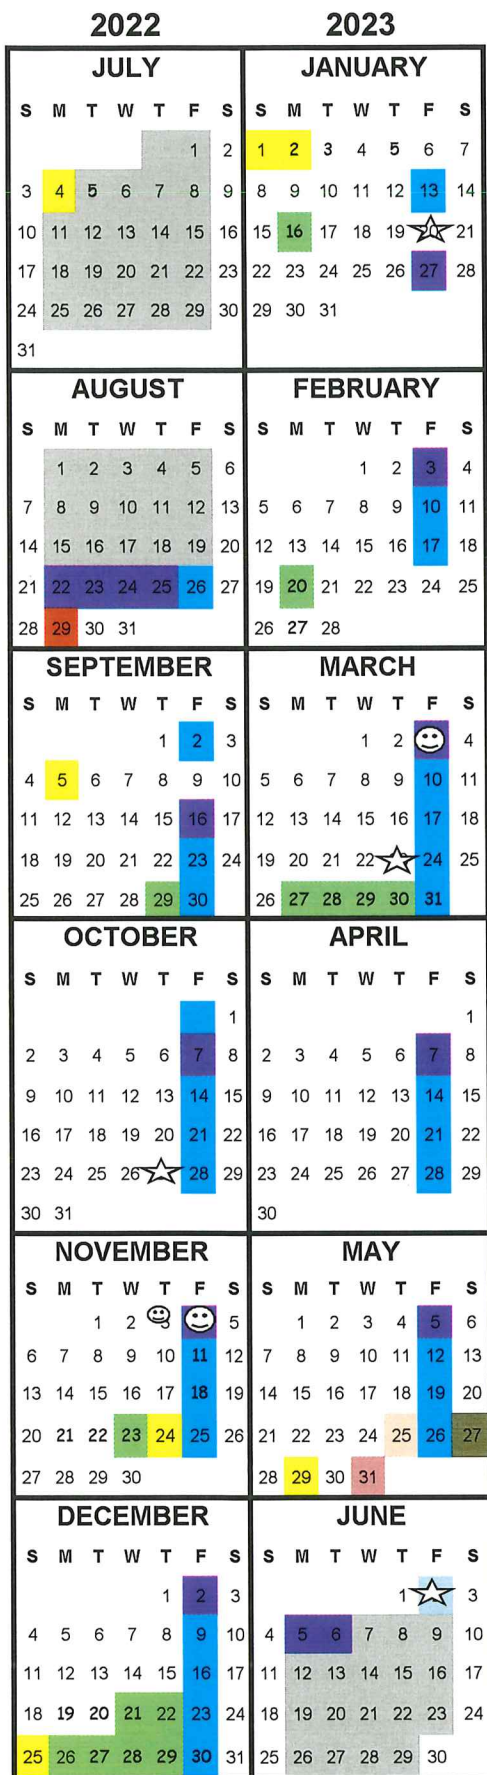 2022
JULY
S M T W T F S
1 2
3 4 5 6 7 8 9
10 11 12 13 14 15 16
17 18 19 20 21 22 23
24 25 26 27 28 29 30
31
AUGUST
S M T W T F S
1 2 3 4 5 6
7 8 9 10 11 12 13
14 15 16 17 18 19 20
21 22 23 24 25 26 27
28 29 30 31
SEPTEMBER
S M T W T F S
1 2 3
4 5 6 7 8 9 10
11 12 13 14 15 16 17
18 19 20 21 22 23 24
25 26 27 28 29 30
OCTOBER
S M T W T F S
1
2 3 4 5 6 7 8
9 10 11 12 13 14 15
16 17 18 19 20 21 22
23 24 25 26 28 29
30 31
NOVEMBER
S M T W T F S
1 2 3 5
6 7 8 9 10 11 12
13 14 15 16 17 18 19
20 21 22 23 24 25 26
27 28 29 30
DECEMBER
S M T W T F S
1 2 3
4 5 6 7 8 9 10
11 12 13 14 15 16 17
18 19 20 21 22 23 24
25 26 27 28 29 30 31
2023
JANUARY
S M T W T F S
1 2 3 4 5 6 7
8 9 10 11 12 13 14
15 16 17 18 19 21
22 23 24 25 26 27 28
29 30 31
FEBRUARY
S M T W T F S
1 2 3 4
5 6 7 8 9 10 11
12 13 14 15 16 17 18
19 20 21 22 23 24 25
26 27 28
MARCH
S M T W T F S
1 2 4
5 6 7 8 9 10 11
12 13 14 15 16 17 18
19 20 21 22 24 25
26 27 28 29 30 31
APRIL
S M T W T F S
1
2 3 4 5 6 7 8
9 10 11 12 13 14 15
16 17 18 19 20 21 22
23 24 25 26 27 28 29
30
MAY
S M T W T F S
1 2 3 4 5 6
7 8 9 10 11 12 13
14 15 16 17 18 19 20
21 22 23 24 25 26 27
28 29 30 31
JUNE
S M T W T F S
1 3
4 5 6 7 8 9 10
11 12 13 14 15 16 17
18 19 20 21 22 23 24
25 26 27 28 29 30